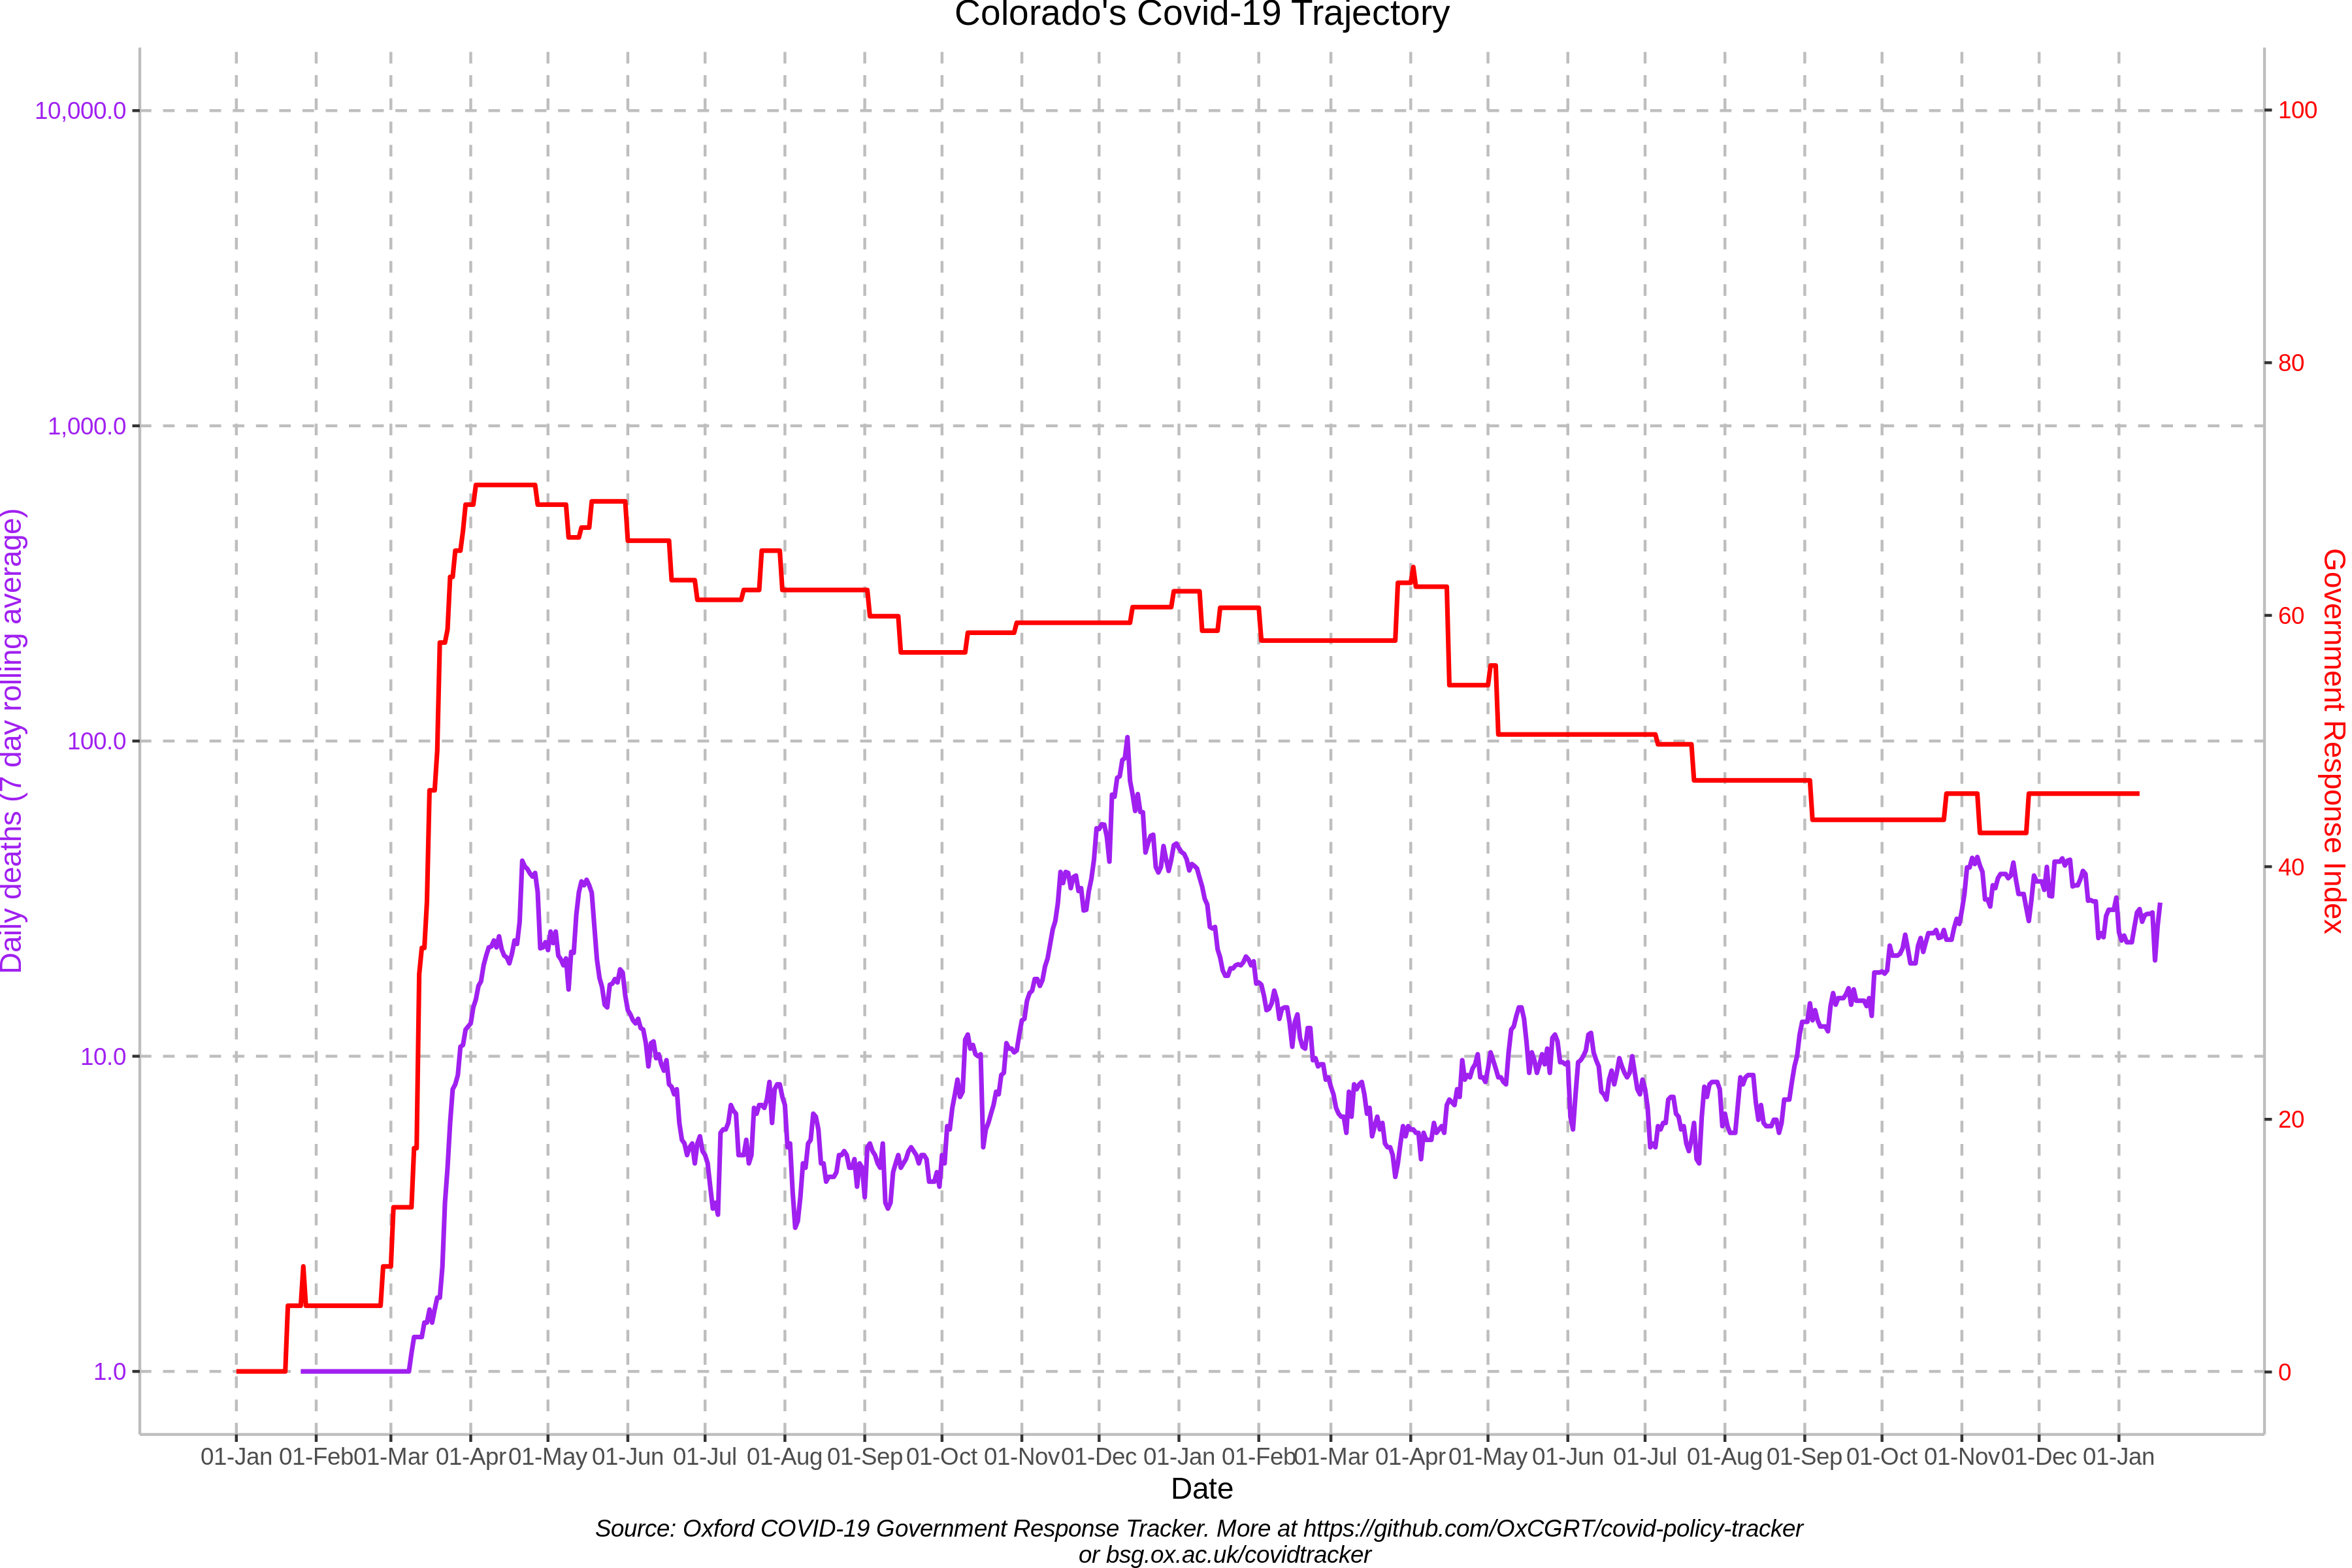 Colorado's Covid-19 Trajectory
10,000.0
1,000.0
100.0
10.0
1.0
Daily deaths (7 day rolling average)
100
80
60
40
20
0
Government Response Index
01-Jan 01-Feb 01-Mar 01-Apr 01-May 01-Jun 01-Jul 01-Aug 01-Sep 01-Oct 01-Nov 01-Dec 01-Jan 01-Feb 01-Mar 01-Apr 01-May 01-Jun 01-Jul 01-Aug 01-Sep 01-Oct 01-Nov 01-Dec 01-Jan
Date
Source: Oxford COVID-19 Government Response Tracker. More at https://github.com/OxCGRT/covid-policy-tracker
or bsg.ox.ac.uk/covidtracker